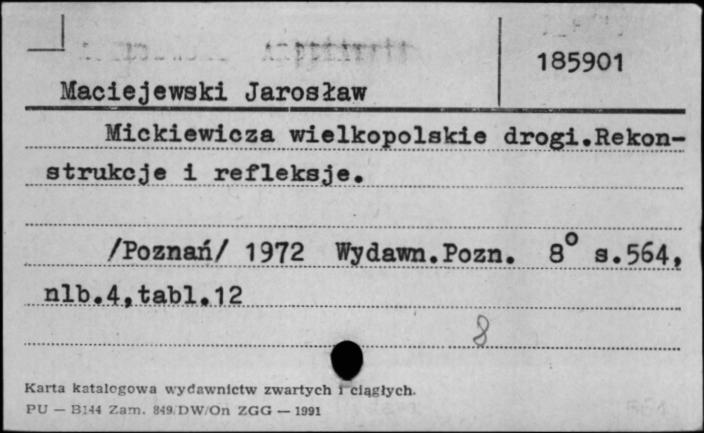 185901
Maciejewski Jarosław
Mickiewicza wielkopolskie drogi.Rekon-
strukcje i refleksje.
/Poznań/ 1972 Wydawn.Pozn. 8° s.564,
nlb.4,tabl.12
8
Karta katalogowa wydawnictw zwartych i ciągłych.
PU — B144 Zam. 849/DW/On ZGG — 1991